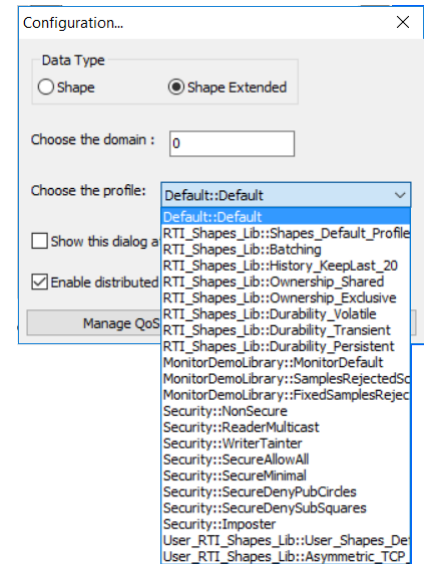 Configuration...
Data Type
Shape
Shape Extended
Choose the domain :
0
Choose the profile:
Default::Default
Default::Default
RTI_Shapes_Lib::Shapes_Default_Profile
Show this dialog a
RTI_Shapes_Lib::Batching
RTI_Shapes_Lib::History_KeepLast_20
Enable distributed
RTI_Shapes_Lib::Ownership_Shared
RTI_Shapes_Lib::Ownership_Exclusive
Manage QoS
RTI_Shapes_Lib::Durability_Volatile
RTI_Shapes_Lib::Durability_Transient
RTI_Shapes_Lib::Durability_Persistent
MonitorDemoLibrary::MonitorDefault
MonitorDemoLibrary::SamplesRejectedSc
MonitorDemoLibrary::FixedSamplesRejec
Security::NonSecure
Security::ReaderMulticast
Security::WriterTainter
Security::SecureAllowAll
Security::SecureMinimal
Security::SecureDenyPubCircles
Security::SecureDenySubSquares
Security::Imposter
User_RTI_Shapes_Lib::User_Shapes_De
User_RTI_Shapes_Lib::Asymmetric_TCP_